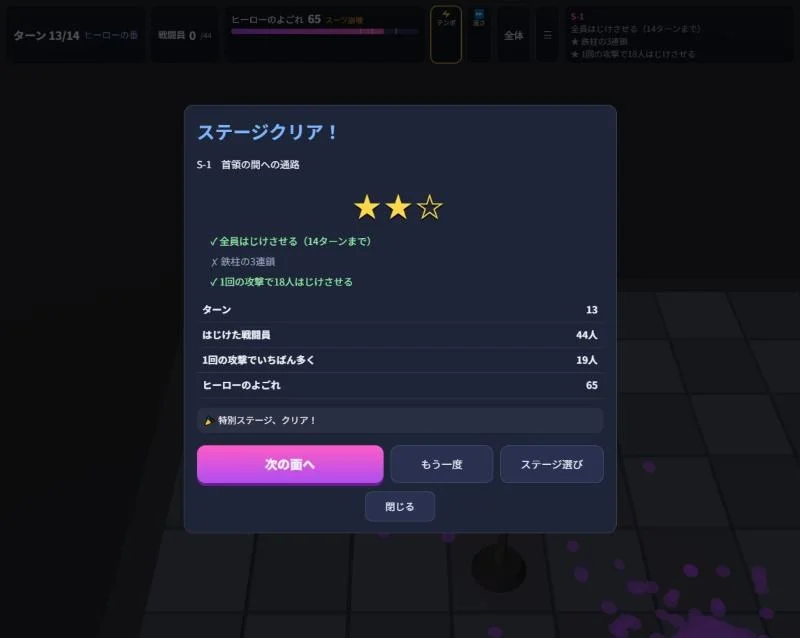 ターン 13/14 ヒーローの番
戦闘員 0 /44
ヒーローのよごれ 65 スーツ崩壊
テンポ
速さ
全体
☰
S-1
全員はじけさせる（14ターンまで）
★ 鉄柱の3連鎖
★ 1回の攻撃で18人はじけさせる
ステージクリア！
S-1 首領の間への通路
★★☆
✓全員はじけさせる（14ターンまで）
✗ 鉄柱の3連鎖
✓1回の攻撃で18人はじけさせる
ターン 13
はじけた戦闘員 44人
1回の攻撃でいちばん多く 19人
ヒーローのよごれ 65
🎉 特別ステージ、クリア！
次の面へ
もう一度
ステージ選び
閉じる